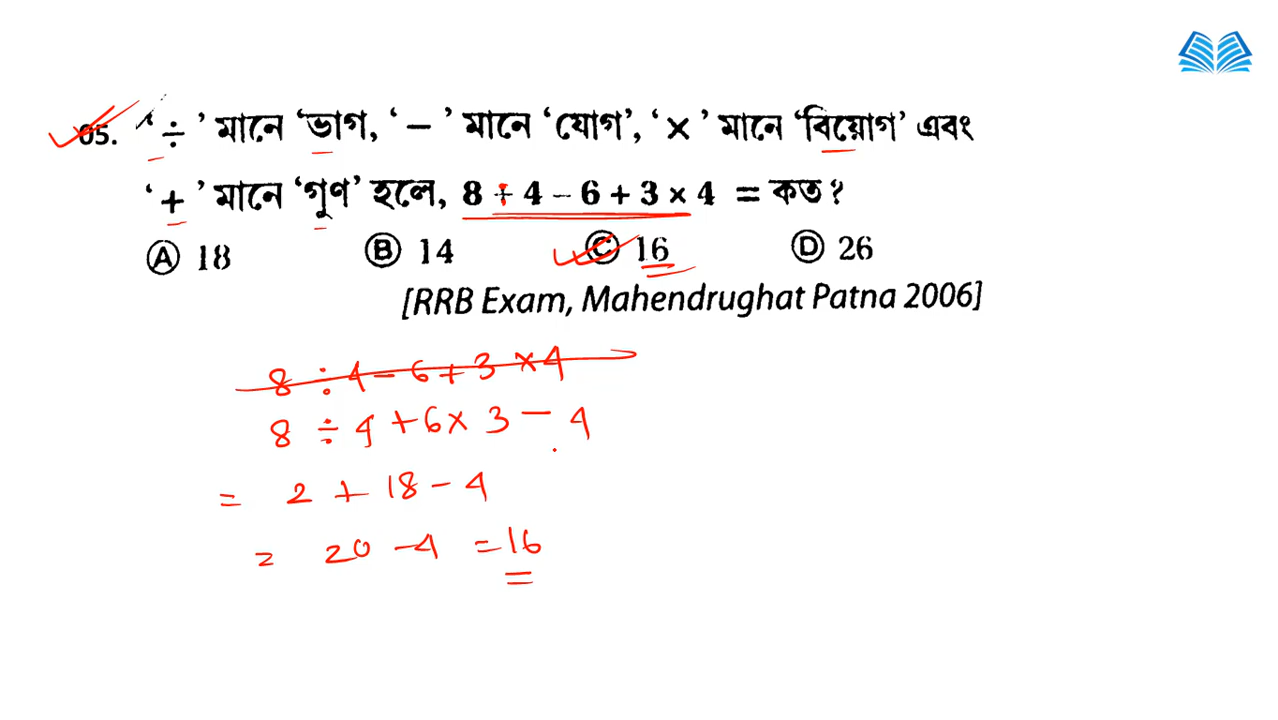 05. ‘÷’ মানে ‘ভাগ, ‘−’ মানে ‘যোগ’, ‘×’ মানে ‘বিয়োগ’ এবং
‘+’ মানে ‘গুণ’ হলে, 8 ÷ 4 − 6 + 3 × 4 = কত?
Ⓐ 18 Ⓑ 14 Ⓒ 16 Ⓓ 26
[RRB Exam, Mahendrughat Patna 2006]
8 ÷ 4 − 6 + 3 × 4
8 ÷ 4 + 6 × 3 − 4
= 2 + 18 − 4
= 20 − 4 = 16